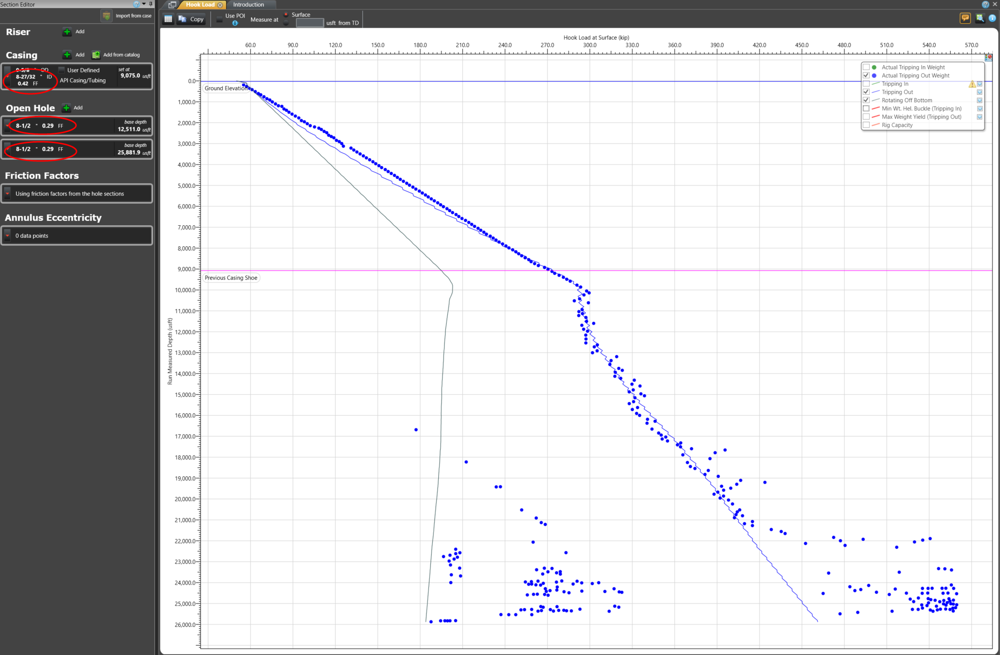 Section Editor
Import from case
Riser
Add
Casing
Add
Add from catalog
9-5/8 " OD
8-27/32 " ID
0.42 FF
User Defined
API Casing/Tubing
set at
9,075.0 usft
Open Hole
Add
8-1/2 " 0.29 FF
base depth
12,511.0 usft
8-1/2 " 0.29 FF
base depth
25,881.9 usft
Friction Factors
Using friction factors from the hole sections
Annulus Eccentricity
0 data points
Hook Load
Introduction
Copy
Use POI
Measure at
Surface
usft from TD
Hook Load at Surface (kip)
60.0 90.0 120.0 150.0 180.0 210.0 240.0 270.0 300.0 330.0 360.0 390.0 420.0 450.0 480.0 510.0 540.0 570.0
Run Measured Depth (usft)
0.0
1,000.0
2,000.0
3,000.0
4,000.0
5,000.0
6,000.0
7,000.0
8,000.0
9,000.0
10,000.0
11,000.0
12,000.0
13,000.0
14,000.0
15,000.0
16,000.0
17,000.0
18,000.0
19,000.0
20,000.0
21,000.0
22,000.0
23,000.0
24,000.0
25,000.0
26,000.0
Ground Elevation
Previous Casing Shoe
Actual Tripping In Weight
Actual Tripping Out Weight
Tripping In
Tripping Out
Rotating Off Bottom
Min Wt. Hel. Buckle (Tripping In)
Max Weight Yield (Tripping Out)
Rig Capacity